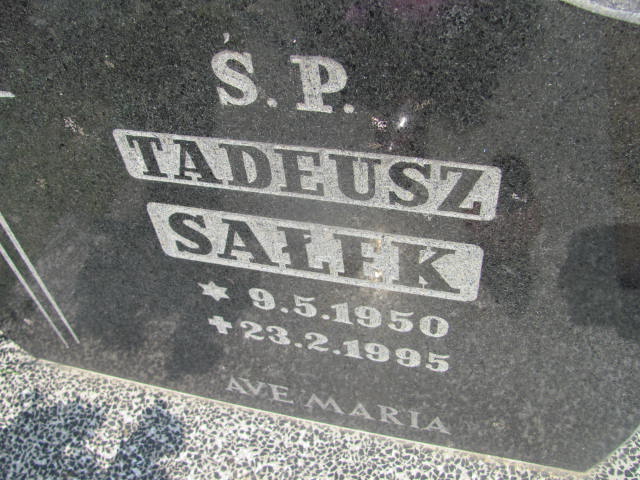 Ś.P.
TADEUSZ
SAŁEK
* 9.5.1950
✝23.2.1995
AVE MARIA